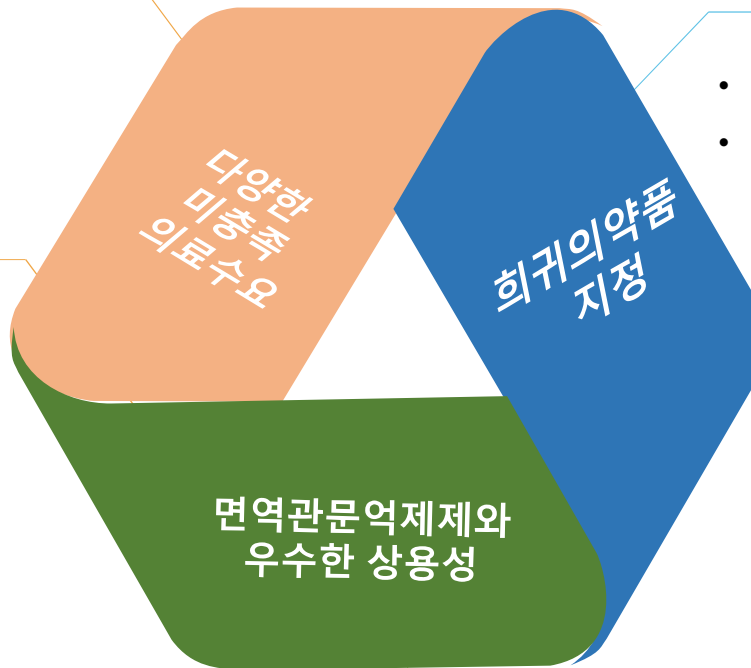 다양한
미충족
의료수요
희귀의약품
지정
면역관문억제제와
우수한 상용성